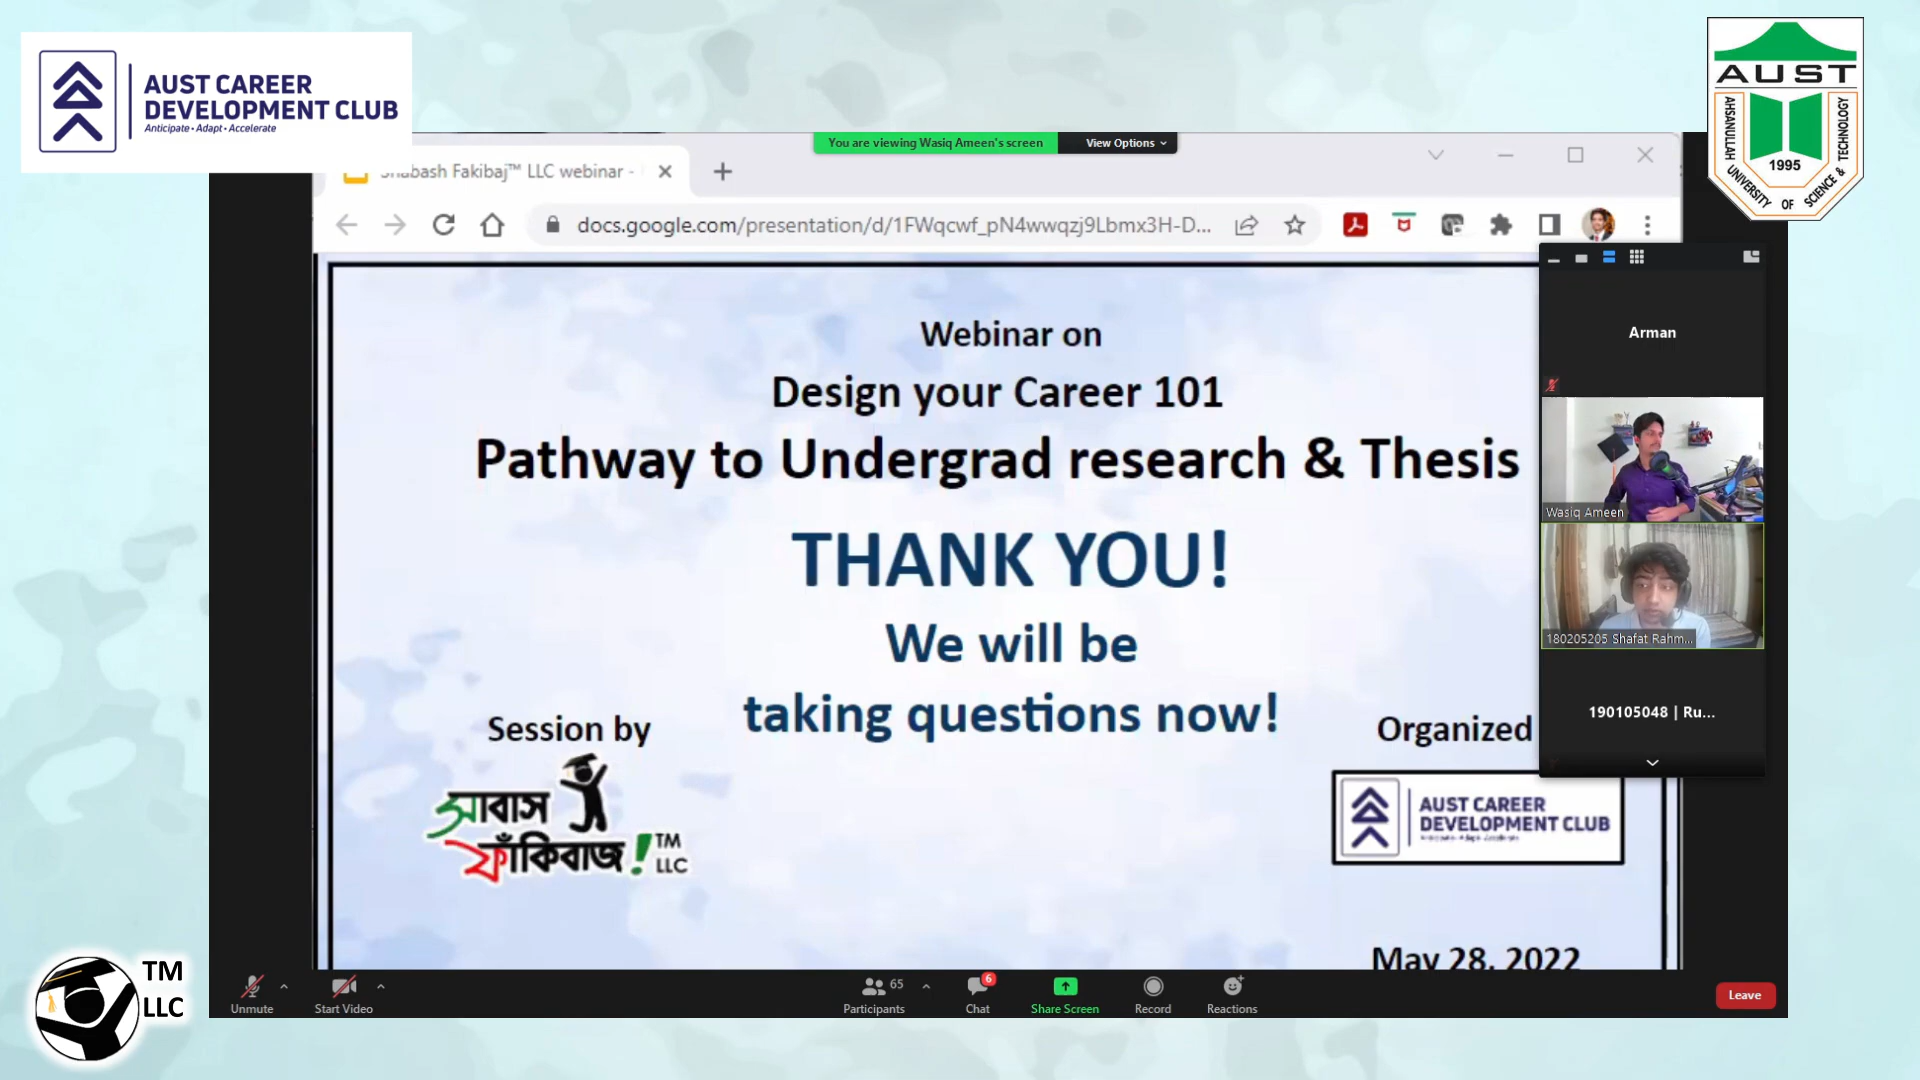 AUST CAREER
DEVELOPMENT CLUB
Anticipate • Adapt • Accelerate
AUST
AHSANULLAH UNIVERSITY OF SCIENCE & TECHNOLOGY
1995
You are viewing Wasiq Ameen's screen
View Options
Shabash Fakibaj™ LLC webinar -
docs.google.com/presentation/d/1FWqcwf_pN4wwqzj9Lbmx3H-D...
Webinar on
Design your Career 101
Pathway to Undergrad research & Thesis
THANK YOU!
We will be
taking questions now!
Session by
সাবাস
ফাঁকিবাজ! TM
LLC
Organized
AUST CAREER
DEVELOPMENT CLUB
May 28, 2022
Arman
Wasiq Ameen
180205205 Shafat Rahm...
190105048 | Ru...
Unmute
Start Video
65
Participants
6
Chat
Share Screen
Record
Reactions
Leave
TM
LLC